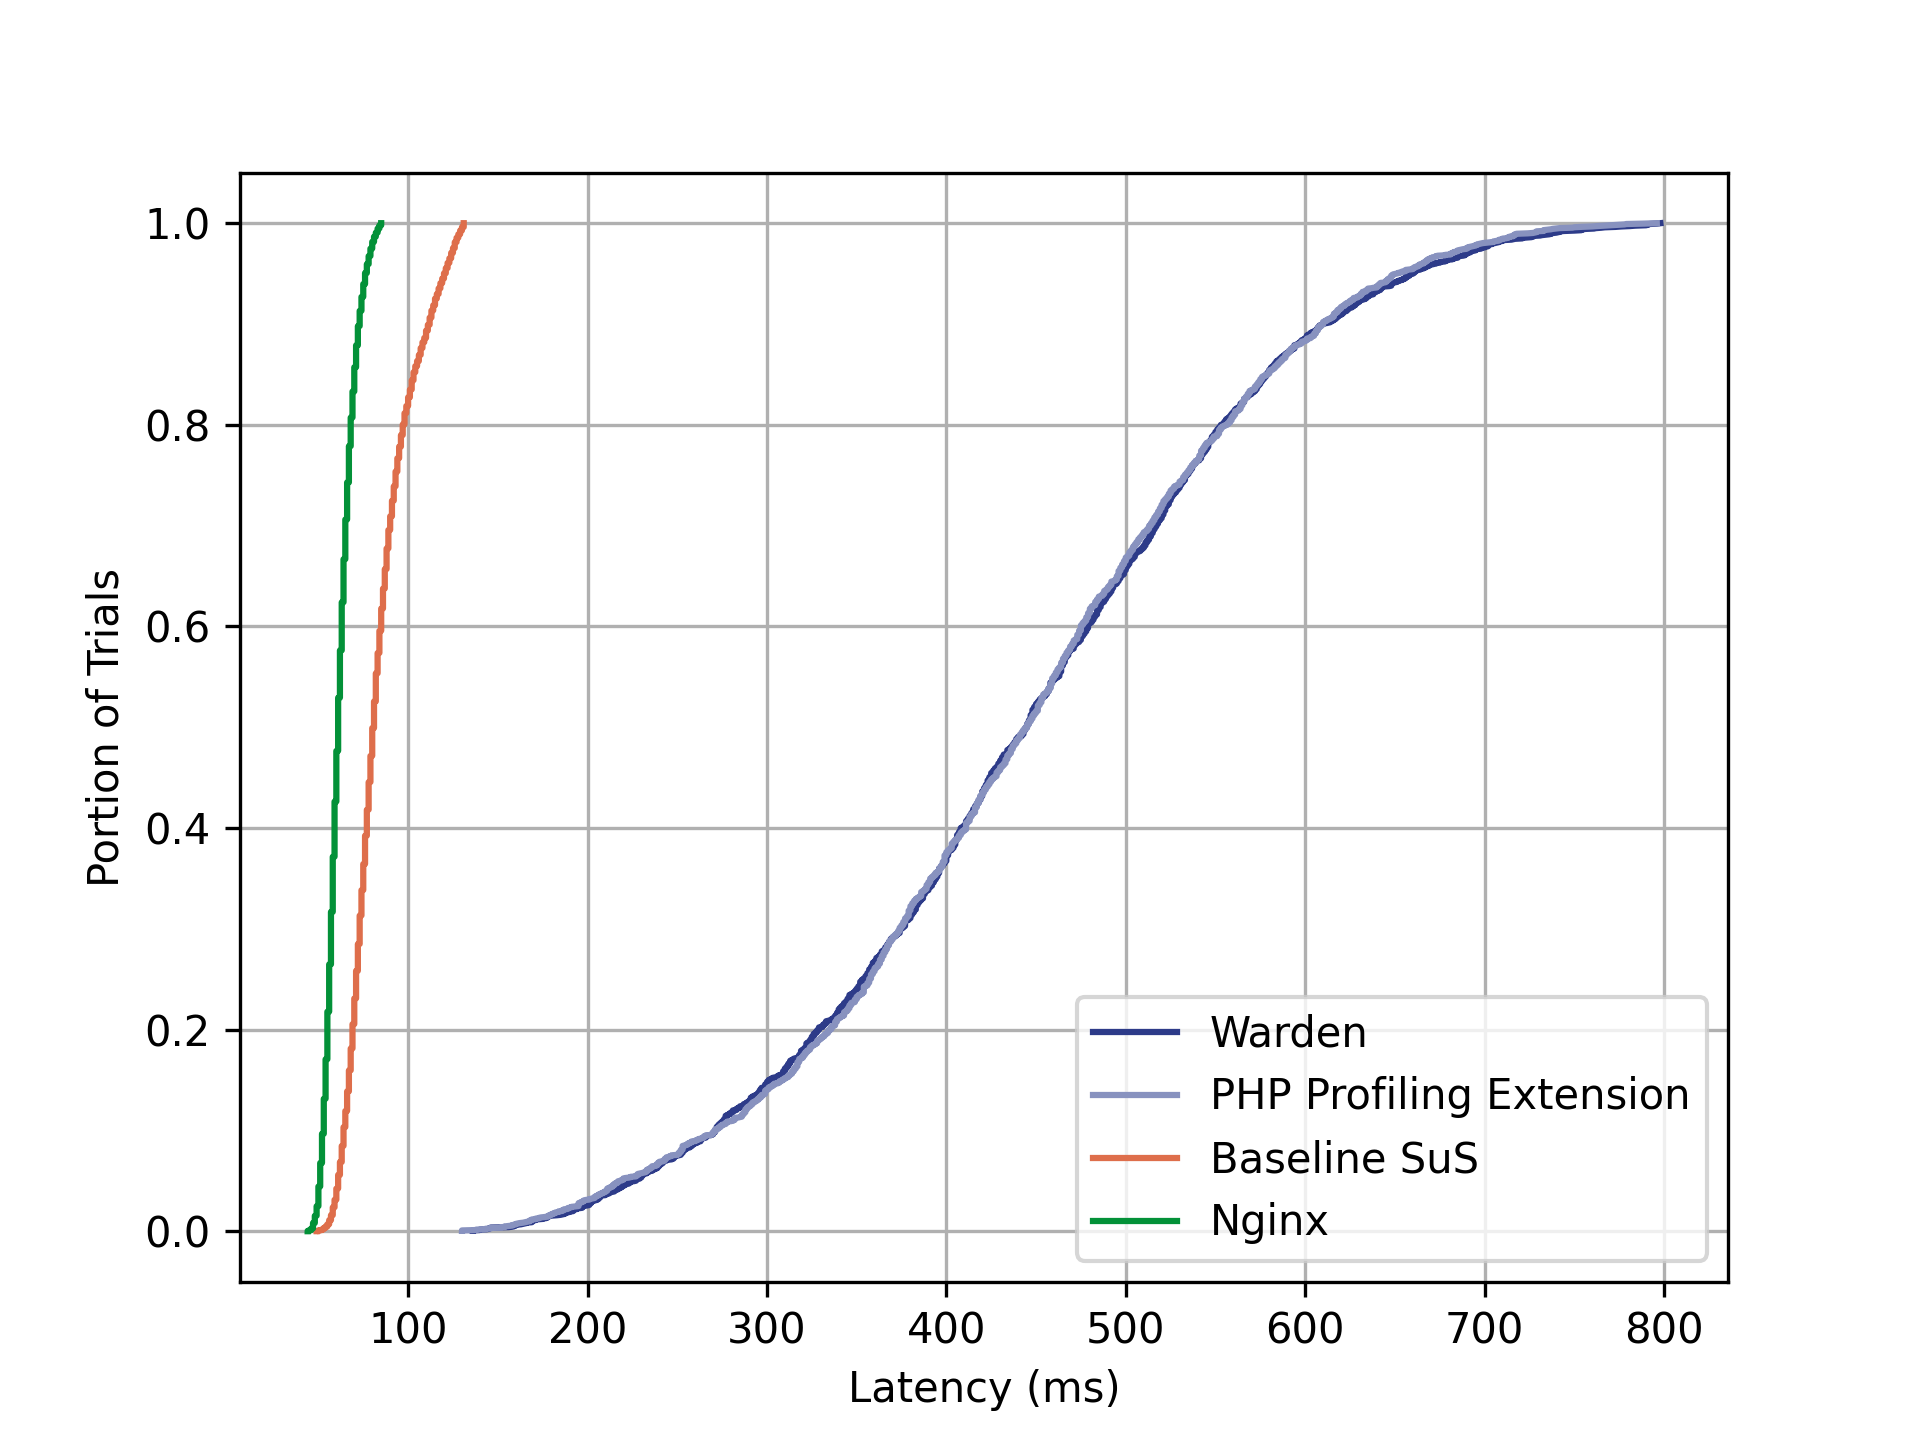 1.0
0.8
0.6
0.4
0.2
0.0
Portion of Trials
100 200 300 400 500 600 700 800
Latency (ms)
Warden
PHP Profiling Extension
Baseline SuS
Nginx